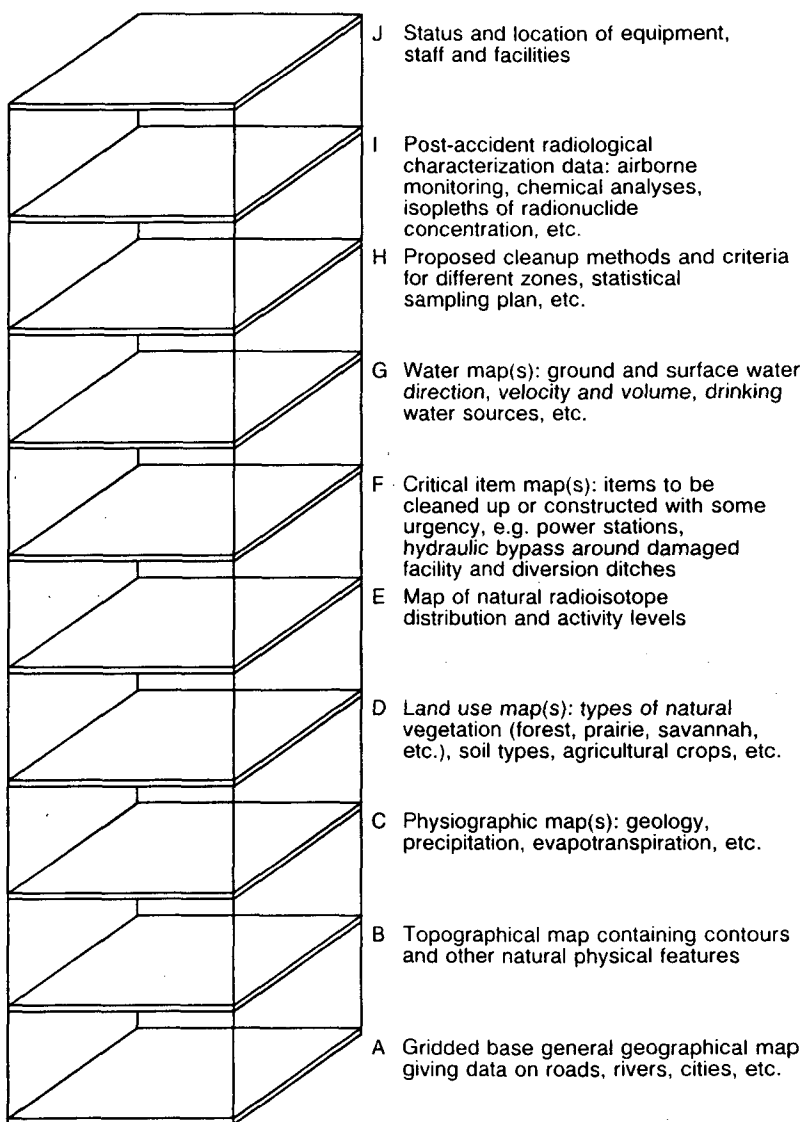 J Status and location of equipment,
staff and facilities
I Post-accident radiological
characterization data: airborne
monitoring, chemical analyses,
isopleths of radionuclide
concentration, etc.
H Proposed cleanup methods and criteria
for different zones, statistical
sampling plan, etc.
G Water map(s): ground and surface water
direction, velocity and volume, drinking
water sources, etc.
F Critical item map(s): items to be
cleaned up or constructed with some
urgency, e.g. power stations,
hydraulic bypass around damaged
facility and diversion ditches
E Map of natural radioisotope
distribution and activity levels
D Land use map(s): types of natural
vegetation (forest, prairie, savannah,
etc.), soil types, agricultural crops, etc.
C Physiographic map(s): geology,
precipitation, evapotranspiration, etc.
B Topographical map containing contours
and other natural physical features
A Gridded base general geographical map
giving data on roads, rivers, cities, etc.